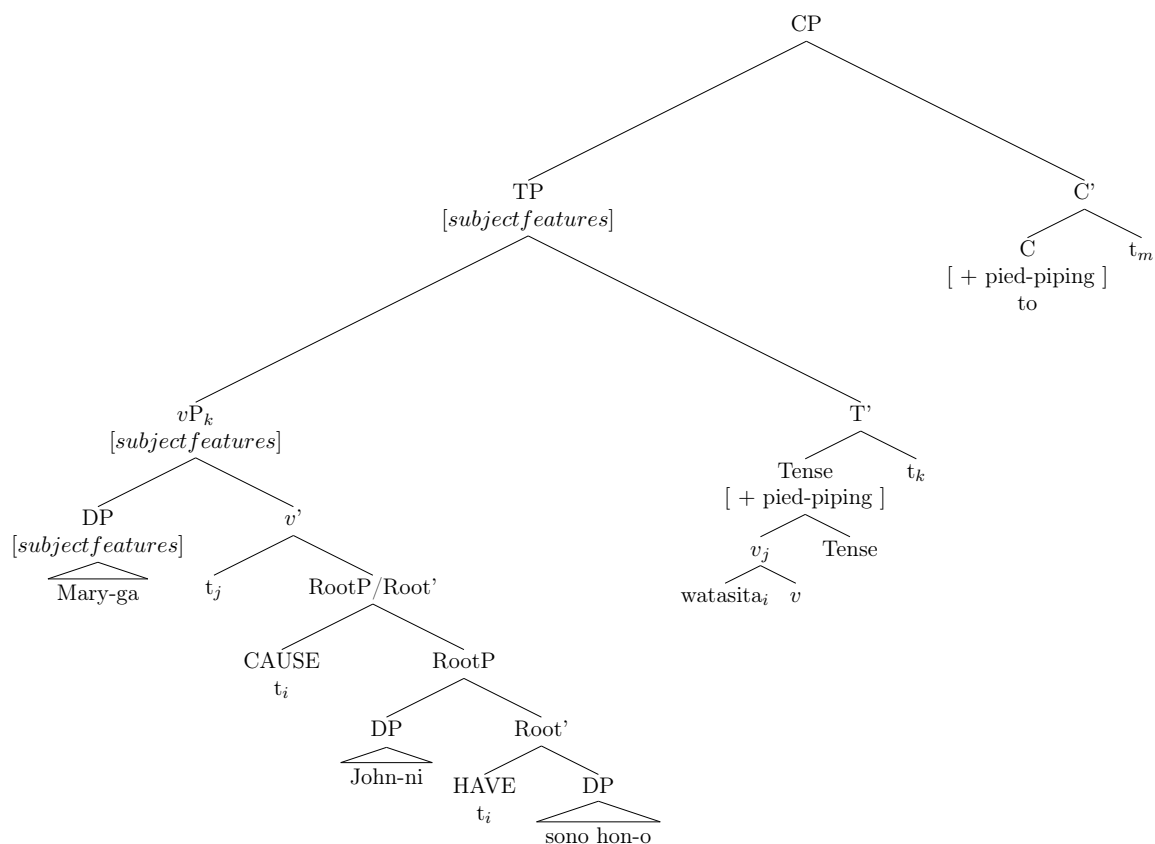 CP
TP
[subjectfeatures]
C'
C
[ + pied-piping ]
to
t_m
vP_k
[subjectfeatures]
T'
DP
[subjectfeatures]
Mary-ga
v'
Tense
[ + pied-piping ]
t_k
t_j
RootP/Root'
v_j
Tense
watasita_i
v
CAUSE
t_i
RootP
DP
John-ni
Root'
HAVE
t_i
DP
sono hon-o